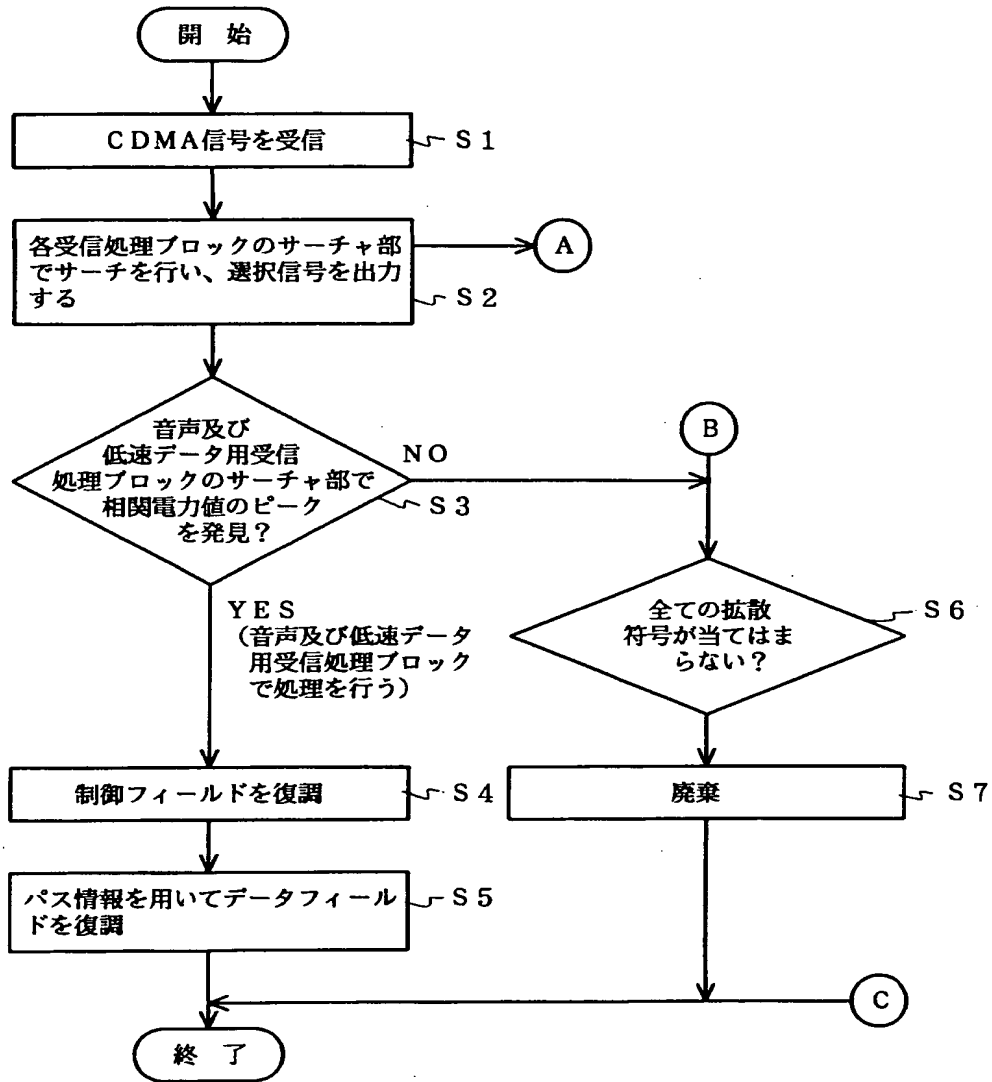 開 始
CDMA信号を受信
S1
各受信処理ブロックのサーチャ部
でサーチを行い、選択信号を出力
する
S2
A
音声及び
低速データ用受信
処理ブロックのサーチャ部で
相関電力値のピーク
を発見？
S3
NO
B
YES
（音声及び低速データ
用受信処理ブロック
で処理を行う）
全ての拡散
符号が当てはま
らない？
S6
制御フィールドを復調
S4
廃棄
S7
パス情報を用いてデータフィール
ドを復調
S5
C
終 了